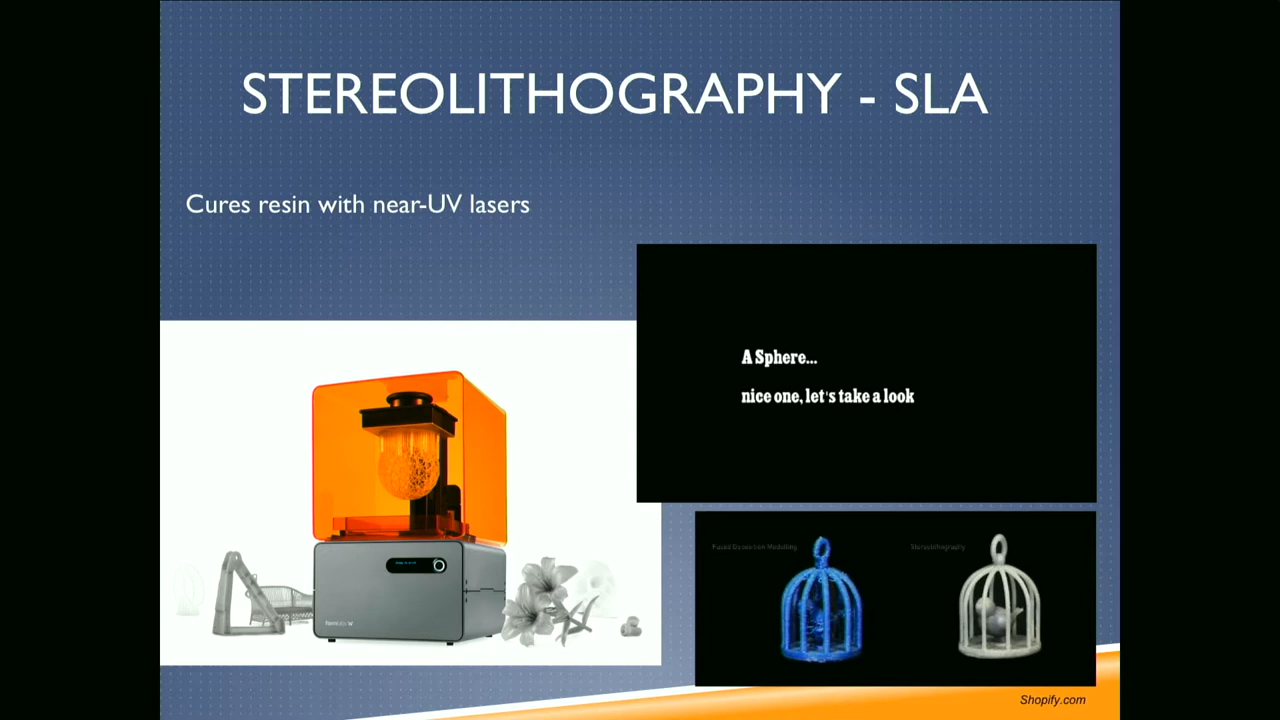 STEREOLITHOGRAPHY - SLA
Cures resin with near-UV lasers
A Sphere...
nice one, let's take a look
Fused Deposition Modelling
Stereolithography
formlabs
Shopify.com